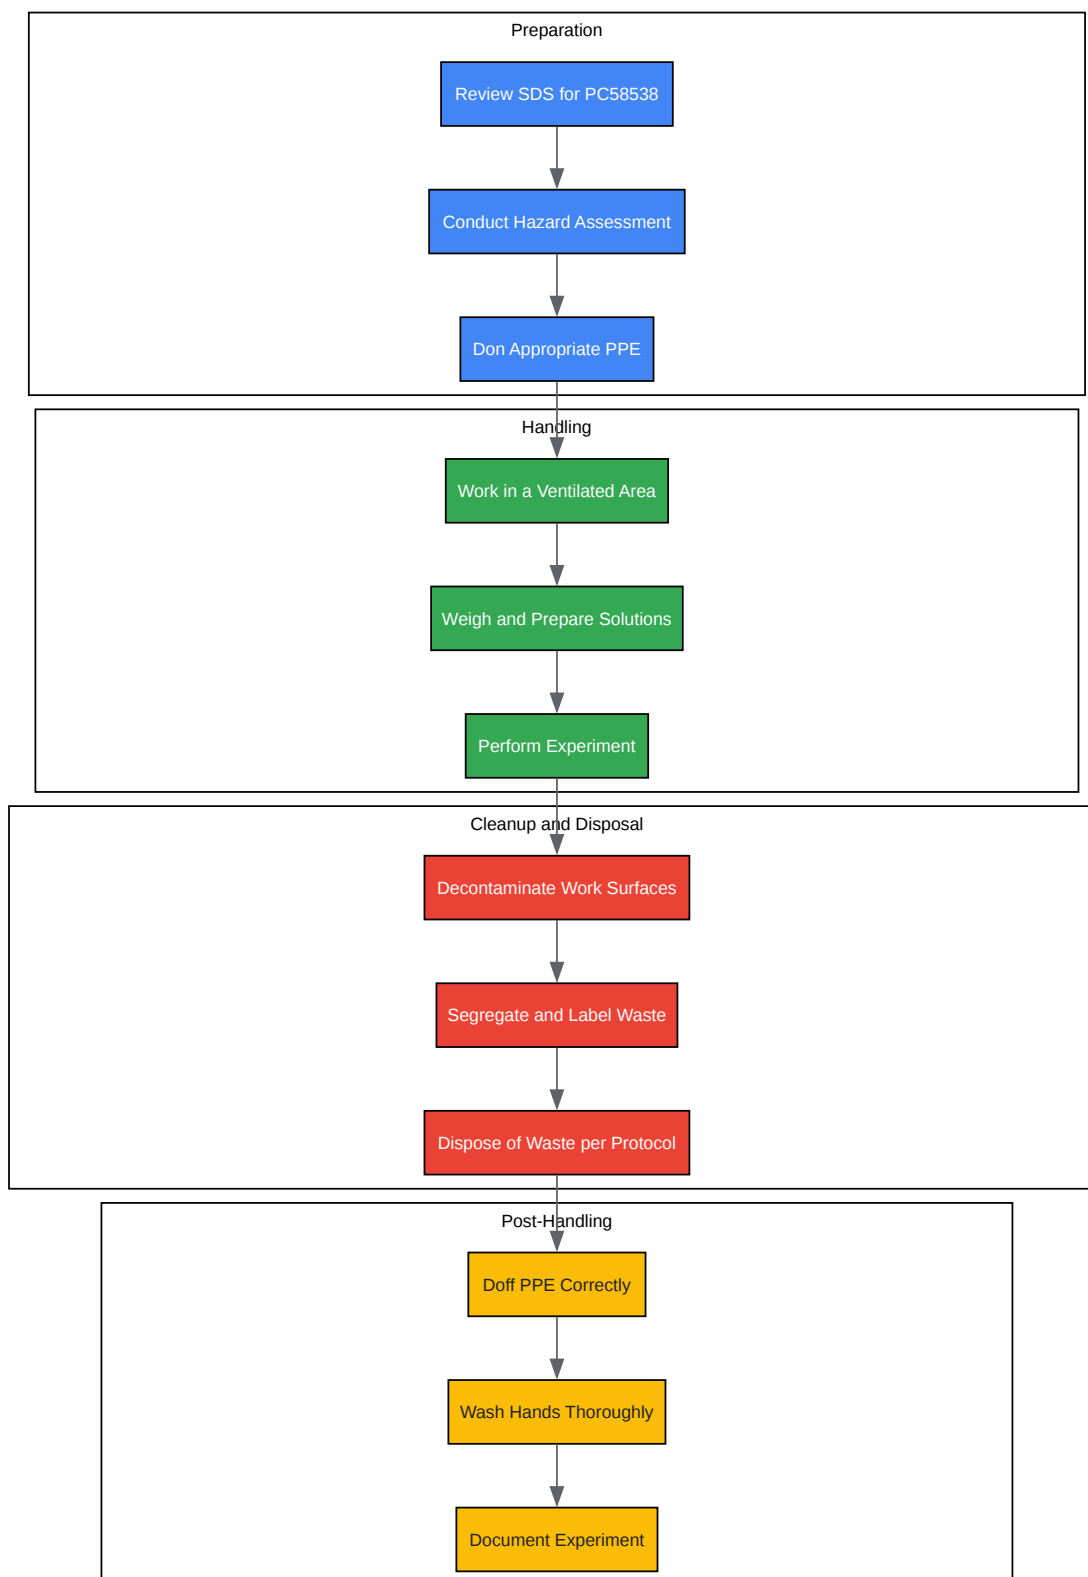 Preparation
Review SDS for PC58538
Conduct Hazard Assessment
Don Appropriate PPE
Handling
Work in a Ventilated Area
Weigh and Prepare Solutions
Perform Experiment
Cleanup and Disposal
Decontaminate Work Surfaces
Segregate and Label Waste
Dispose of Waste per Protocol
Post-Handling
Doff PPE Correctly
Wash Hands Thoroughly
Document Experiment